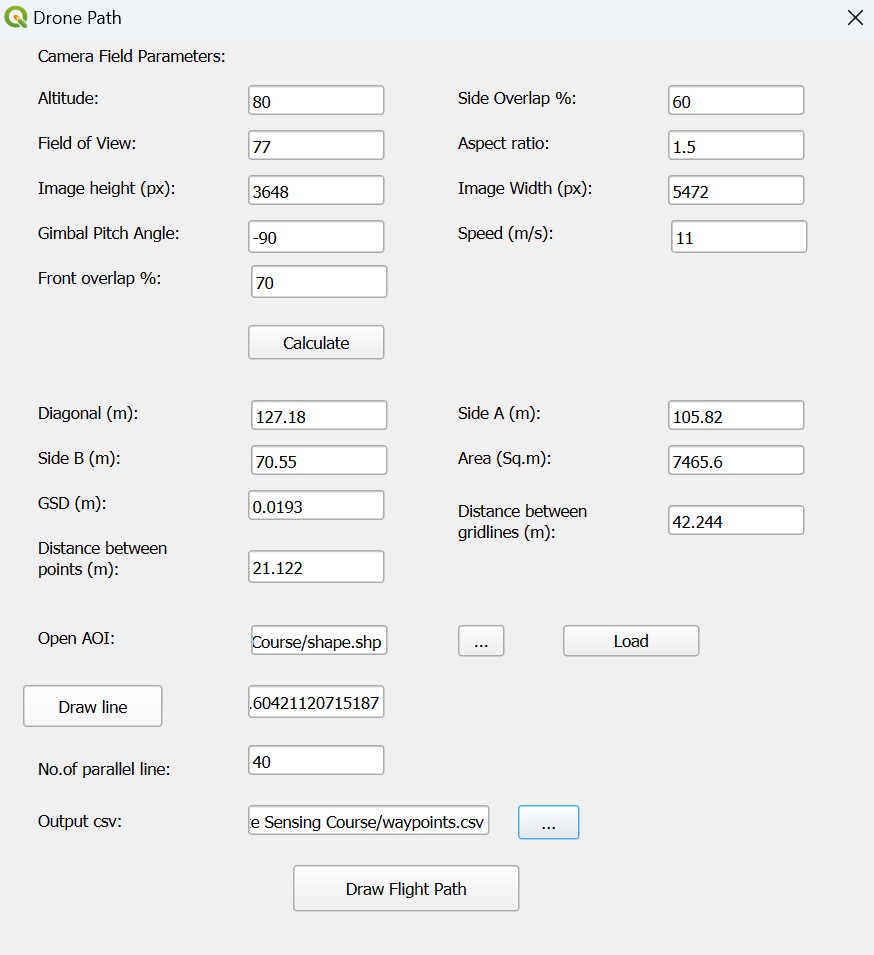 Drone Path
Camera Field Parameters:
Altitude: 80 Side Overlap %: 60
Field of View: 77 Aspect ratio: 1.5
Image height (px): 3648 Image Width (px): 5472
Gimbal Pitch Angle: -90 Speed (m/s): 11
Front overlap %: 70
Calculate
Diagonal (m): 127.18 Side A (m): 105.82
Side B (m): 70.55 Area (Sq.m): 7465.6
GSD (m): 0.0193
Distance between
gridlines (m): 42.244
Distance between
points (m): 21.122
Open AOI: Course/shape.shp ... Load
Draw line .60421120715187
No.of parallel line: 40
Output csv: e Sensing Course/waypoints.csv ...
Draw Flight Path